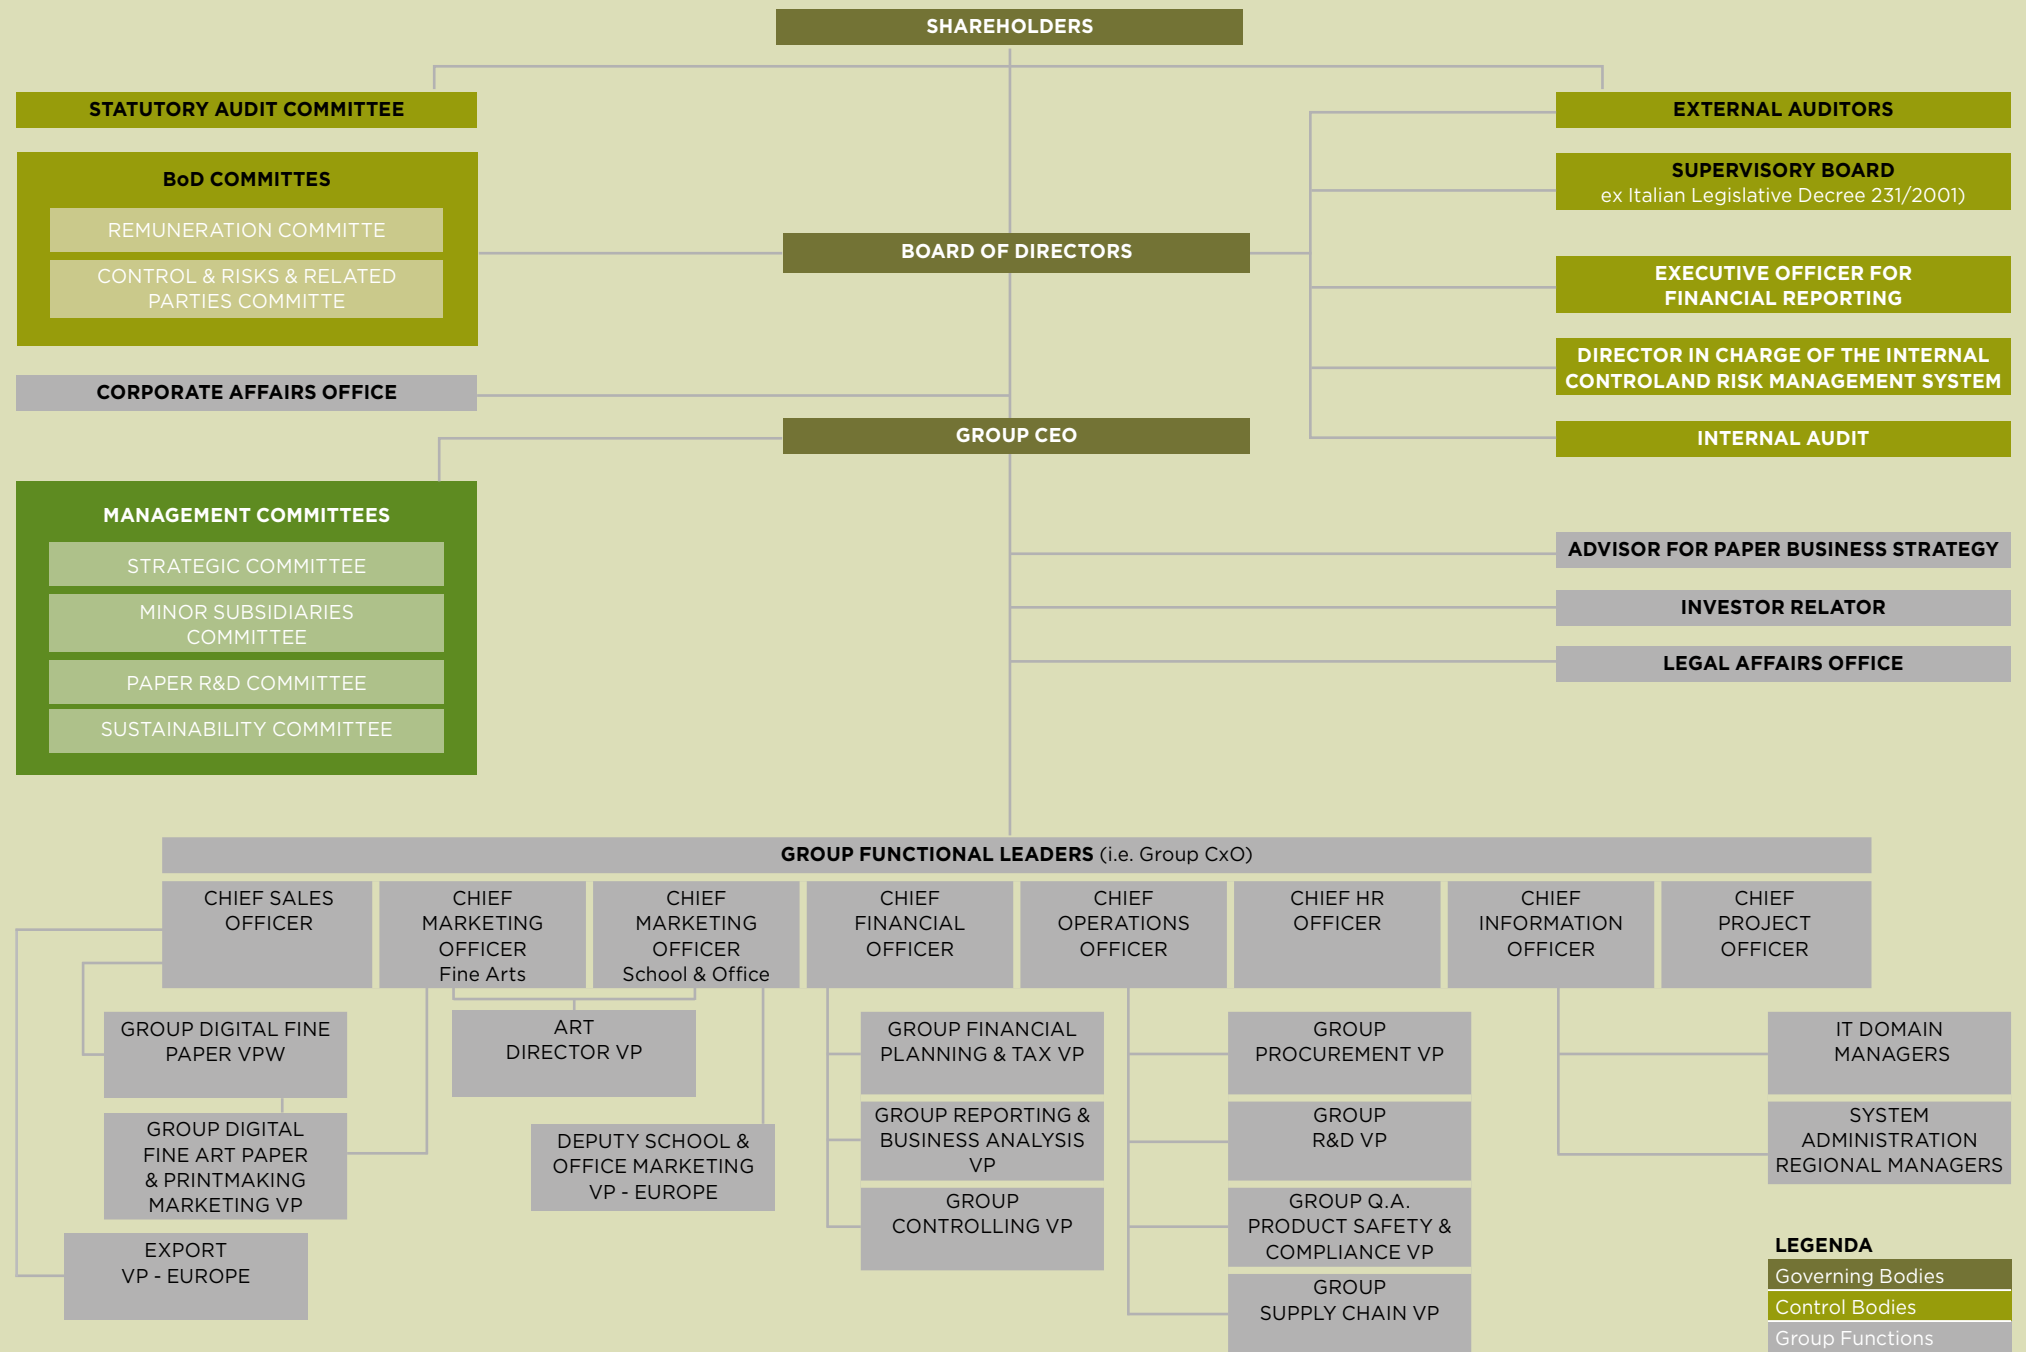 SHAREHOLDERS
STATUTORY AUDIT COMMITTEE
EXTERNAL AUDITORS
BoD COMMITTES
REMUNERATION COMMITTE
CONTROL & RISKS & RELATED
PARTIES COMMITTE
SUPERVISORY BOARD
ex Italian Legislative Decree 231/2001)
BOARD OF DIRECTORS
EXECUTIVE OFFICER FOR
FINANCIAL REPORTING
DIRECTOR IN CHARGE OF THE INTERNAL
CONTROLAND RISK MANAGEMENT SYSTEM
CORPORATE AFFAIRS OFFICE
GROUP CEO
INTERNAL AUDIT
MANAGEMENT COMMITTEES
STRATEGIC COMMITTEE
MINOR SUBSIDIARIES
COMMITTEE
PAPER R&D COMMITTEE
SUSTAINABILITY COMMITTEE
ADVISOR FOR PAPER BUSINESS STRATEGY
INVESTOR RELATOR
LEGAL AFFAIRS OFFICE
GROUP FUNCTIONAL LEADERS (i.e. Group CxO)
CHIEF SALES
OFFICER
CHIEF
MARKETING
OFFICER
Fine Arts
CHIEF
MARKETING
OFFICER
School & Office
CHIEF
FINANCIAL
OFFICER
CHIEF
OPERATIONS
OFFICER
CHIEF HR
OFFICER
CHIEF
INFORMATION
OFFICER
CHIEF
PROJECT
OFFICER
GROUP DIGITAL FINE
PAPER VPW
GROUP DIGITAL
FINE ART PAPER
& PRINTMAKING
MARKETING VP
EXPORT
VP - EUROPE
ART
DIRECTOR VP
DEPUTY SCHOOL &
OFFICE MARKETING
VP - EUROPE
GROUP FINANCIAL
PLANNING & TAX VP
GROUP REPORTING &
BUSINESS ANALYSIS
VP
GROUP
CONTROLLING VP
GROUP
PROCUREMENT VP
GROUP
R&D VP
GROUP Q.A.
PRODUCT SAFETY &
COMPLIANCE VP
GROUP
SUPPLY CHAIN VP
IT DOMAIN
MANAGERS
SYSTEM
ADMINISTRATION
REGIONAL MANAGERS
LEGENDA
Governing Bodies
Control Bodies
Group Functions